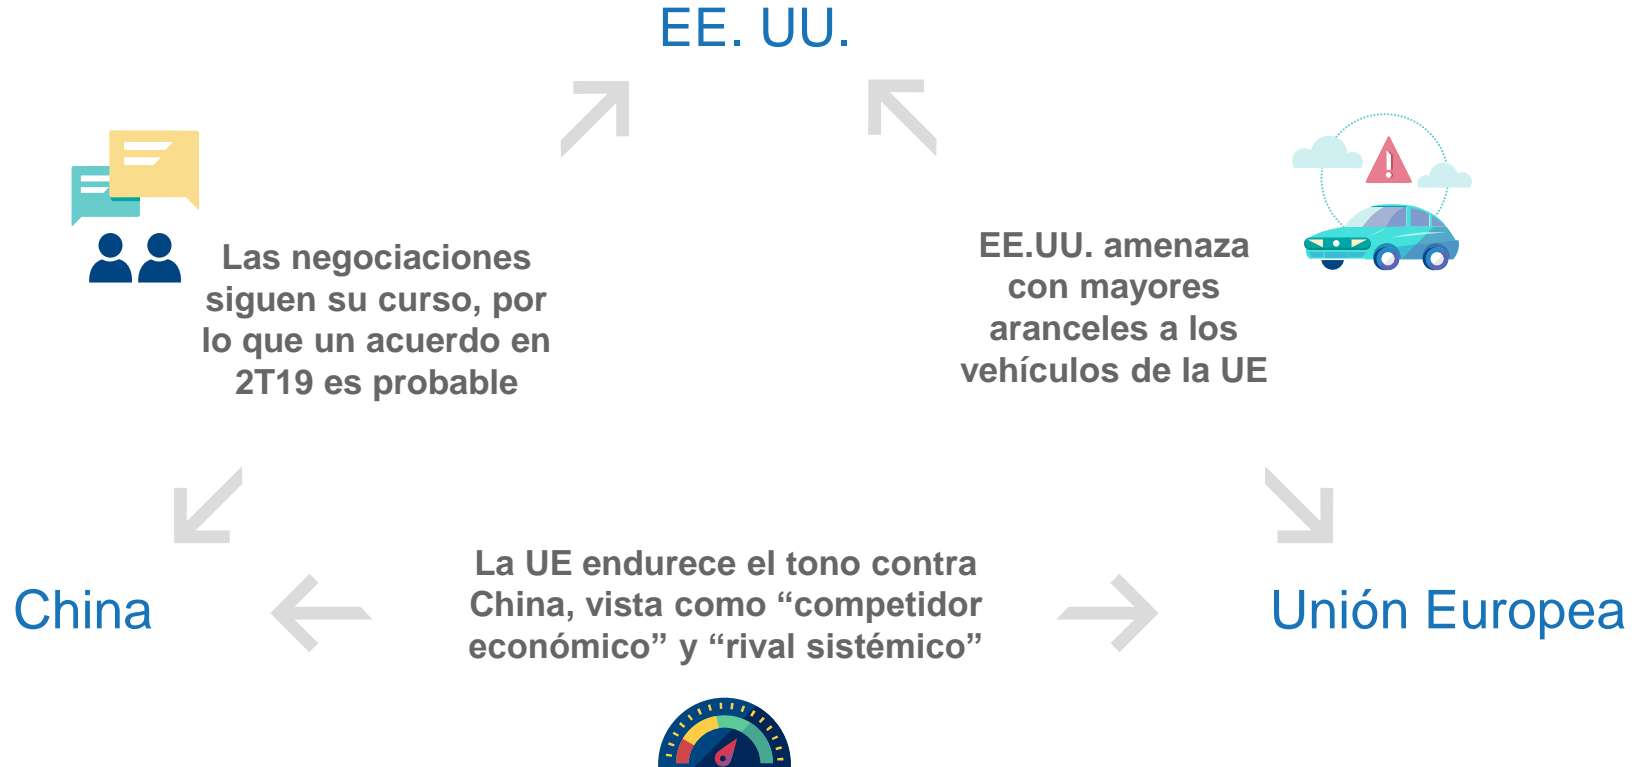 EE. UU.
Las negociaciones
siguen su curso, por
lo que un acuerdo en
2T19 es probable
EE.UU. amenaza
con mayores
aranceles a los
vehículos de la UE
China
La UE endurece el tono contra
China, vista como “competidor
económico” y “rival sistémico”
Unión Europea